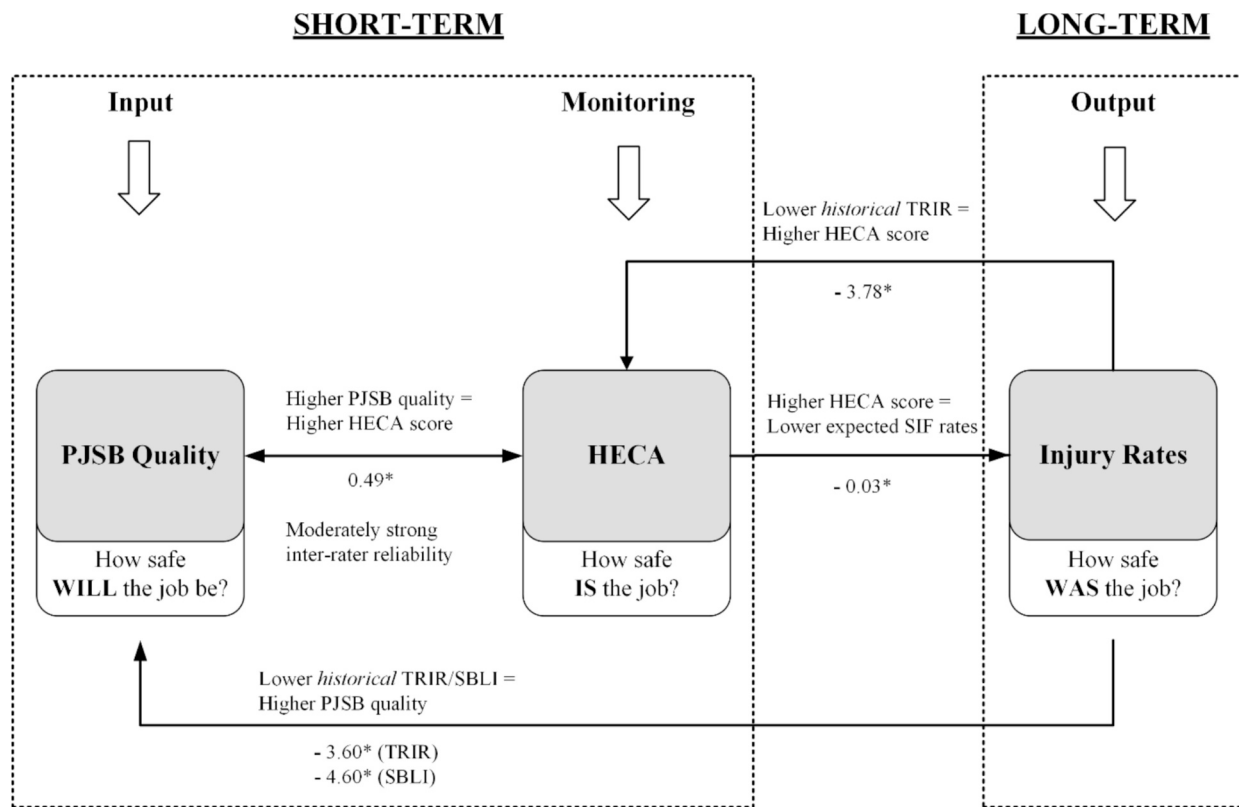 SHORT-TERM
LONG-TERM
Input
Monitoring
Output
Lower historical TRIR =
Higher HECA score
- 3.78*
PJSB Quality
How safe
WILL the job be?
Higher PJSB quality =
Higher HECA score
0.49*
Moderately strong
inter-rater reliability
HECA
How safe
IS the job?
Higher HECA score =
Lower expected SIF rates
- 0.03*
Injury Rates
How safe
WAS the job?
Lower historical TRIR/SBLI =
Higher PJSB quality
- 3.60* (TRIR)
- 4.60* (SBLI)